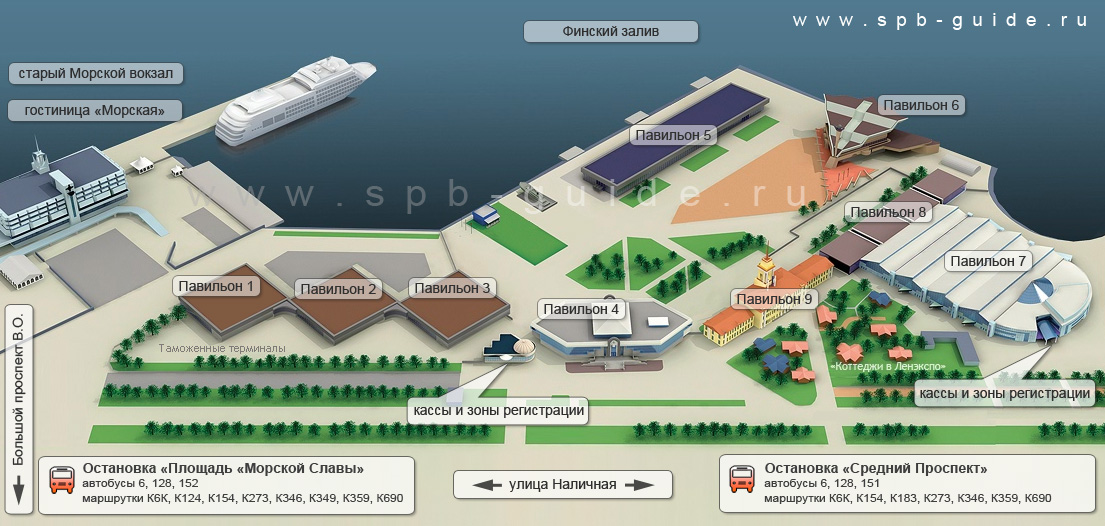 www.spb-guide.ru
Финский залив
старый Морской вокзал
гостиница «Морская»
Павильон 6
Павильон 5
www.spb-guide.ru
Павильон 8
Павильон 7
Павильон 1
Павильон 2
Павильон 3
Павильон 9
Павильон 4
Таможенные терминалы
«Коттеджи в Ленэкспо»
кассы и зоны регистрации
кассы и зоны регистрации
Большой проспект В.О.
Остановка «Площадь «Морской Славы»
автобусы 6, 128, 152
маршрутки К6К, К124, К154, К273, К346, К349, К359, К690
улица Наличная
Остановка «Средний Проспект»
автобусы 6, 128, 151
маршрутки К6К, К154, К183, К273, К346, К359, К690